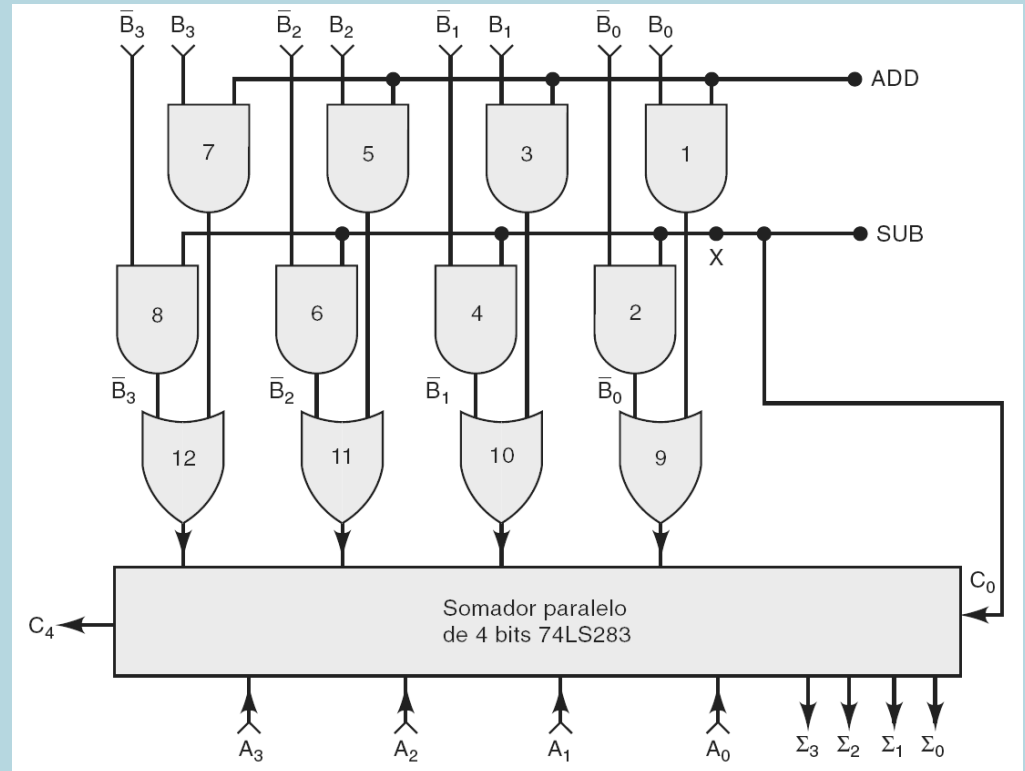 B̅₃ B₃ B̅₂ B₂ B̅₁ B₁ B̅₀ B₀
ADD
7 5 3 1
SUB
X
8 6 4 2
B̅₃ B̅₂ B̅₁ B̅₀
12 11 10 9
C₀
Somador paralelo
de 4 bits 74LS283
C₄
A₃ A₂ A₁ A₀ Σ₃ Σ₂ Σ₁ Σ₀